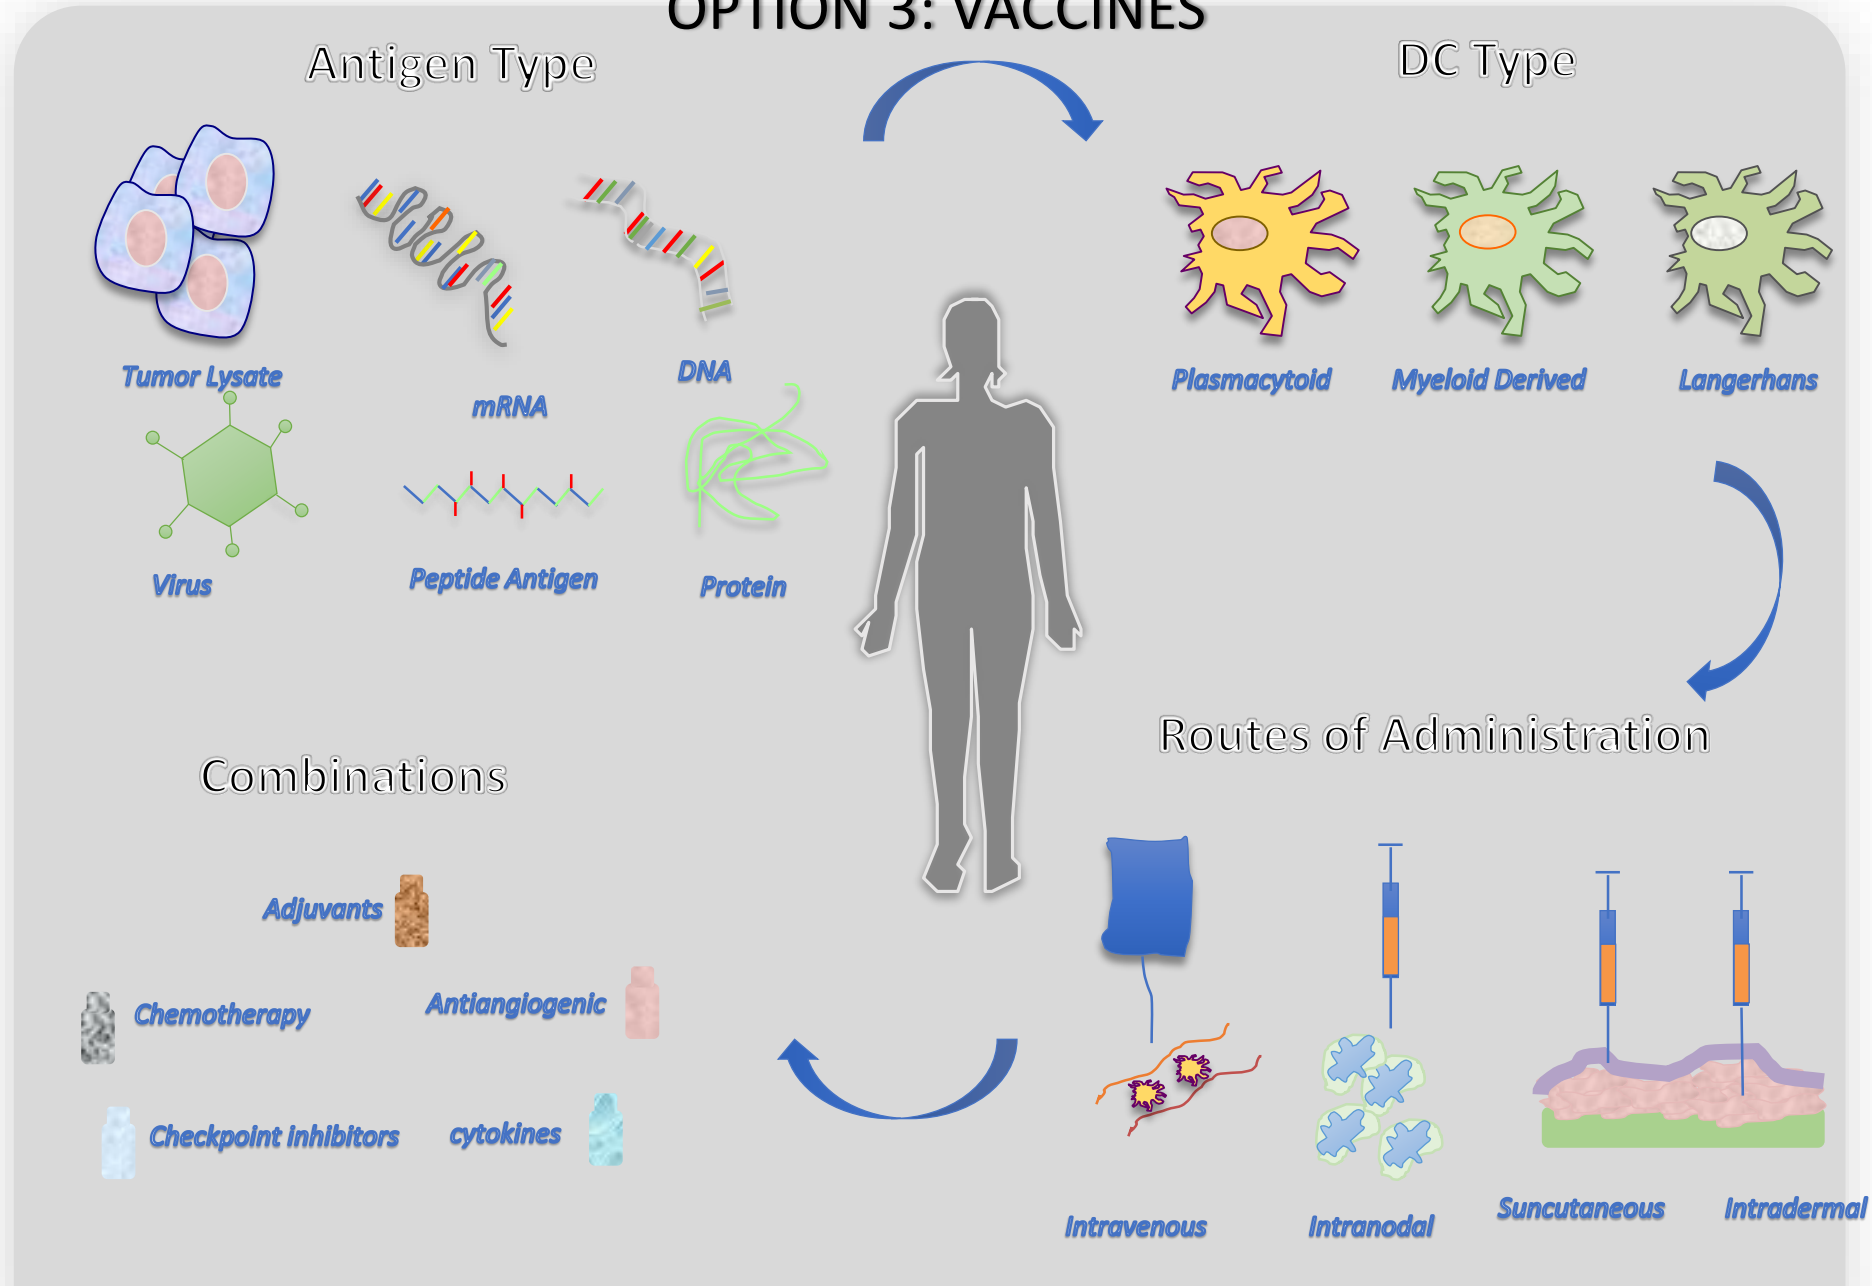 OPTION 3: VACCINES
Antigen Type
DC Type
Tumor Lysate
mRNA
DNA
Plasmacytoid
Myeloid Derived
Langerhans
Virus
Peptide Antigen
Protein
Routes of Administration
Combinations
Adjuvants
Chemotherapy
Antiangiogenic
Checkpoint inhibitors
cytokines
Intravenous
Intranodal
Suncutaneous
Intradermal